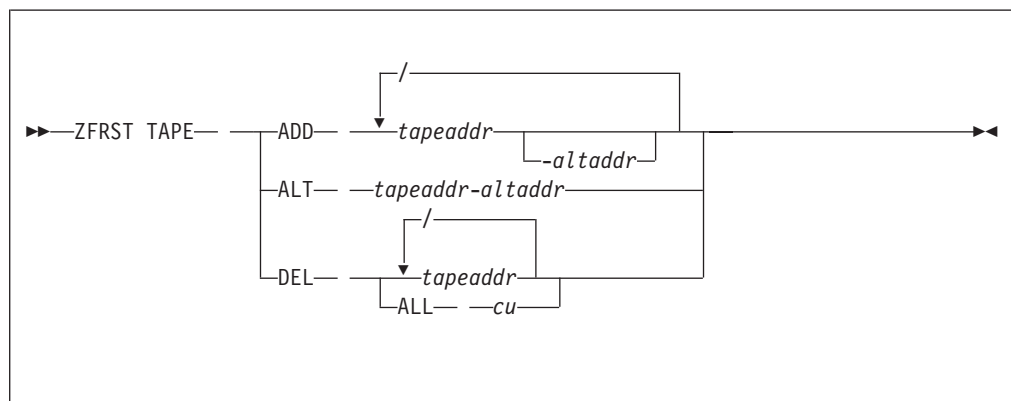 /
ZFRST TAPE ADD tapeaddr
-altaddr
ALT tapeaddr-altaddr
/
DEL tapeaddr
ALL cu